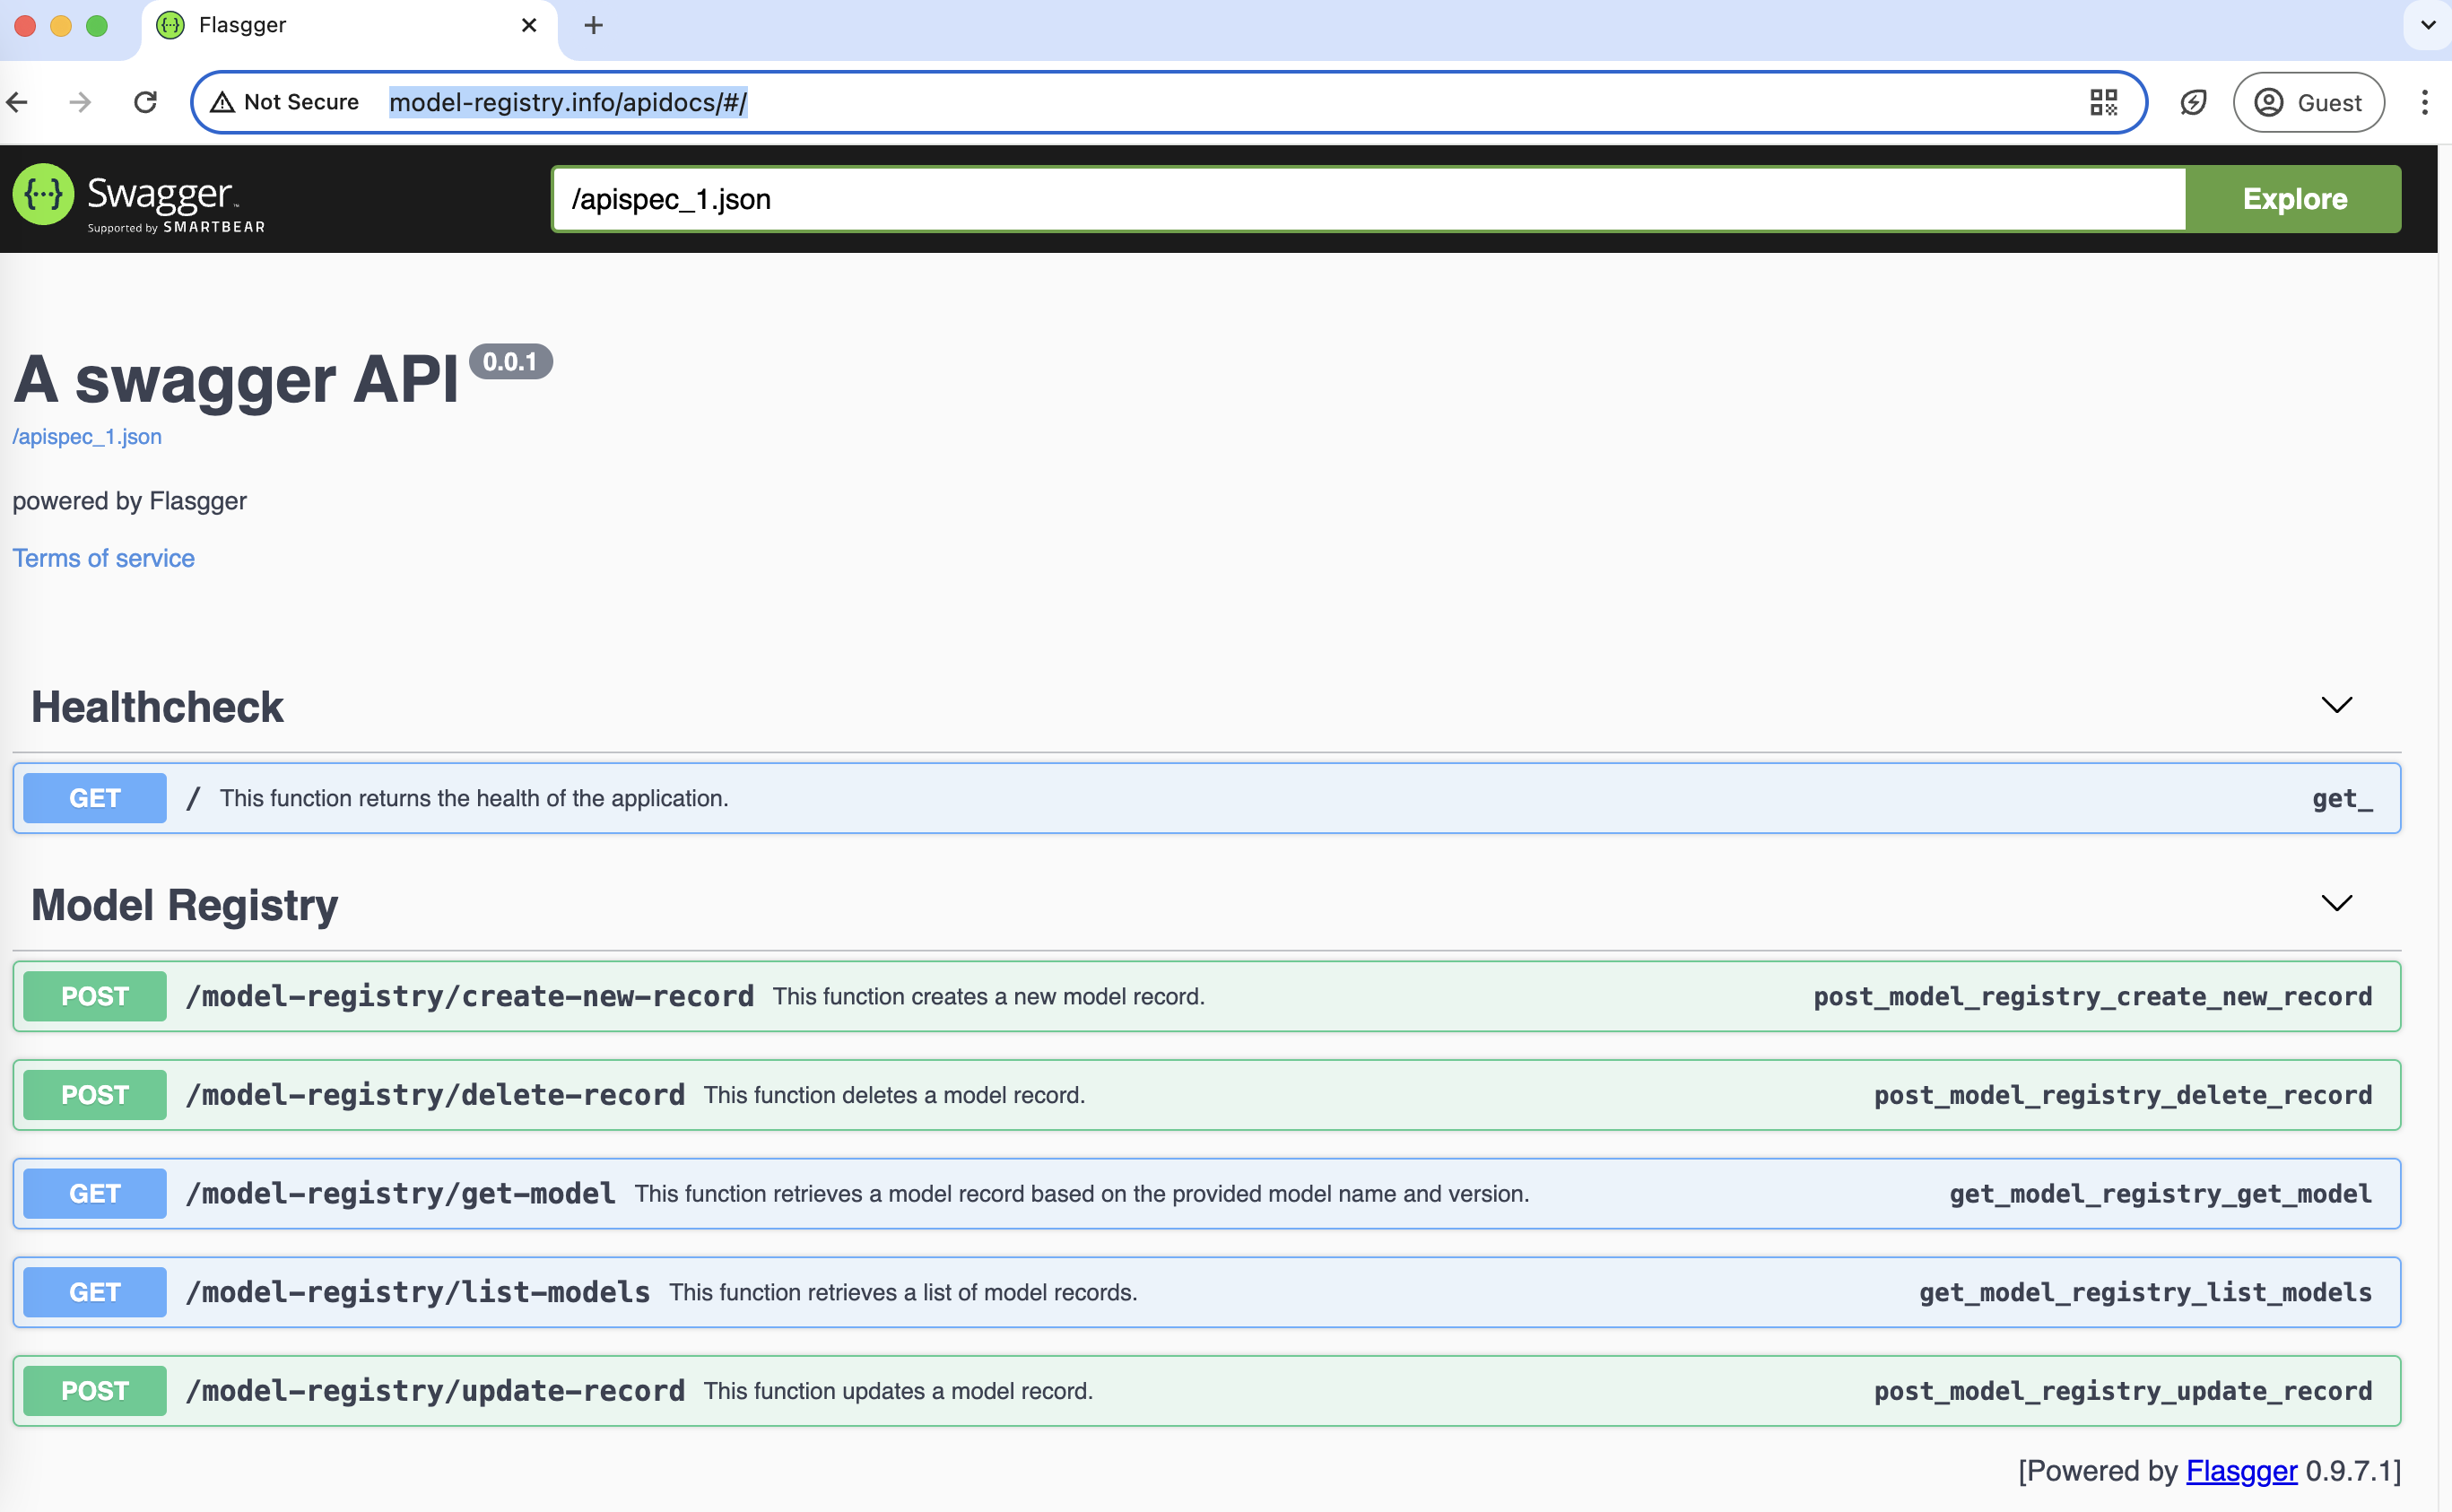 Flasgger
Not Secure model-registry.info/apidocs/#/ Guest
{···} Swagger™
Supported by SMARTBEAR
/apispec_1.json Explore
A swagger API 0.0.1
/apispec_1.json
powered by Flasgger
Terms of service
Healthcheck
GET / This function returns the health of the application. get_
Model Registry
POST /model-registry/create-new-record This function creates a new model record. post_model_registry_create_new_record
POST /model-registry/delete-record This function deletes a model record. post_model_registry_delete_record
GET /model-registry/get-model This function retrieves a model record based on the provided model name and version. get_model_registry_get_model
GET /model-registry/list-models This function retrieves a list of model records. get_model_registry_list_models
POST /model-registry/update-record This function updates a model record. post_model_registry_update_record
[Powered by Flasgger 0.9.7.1]